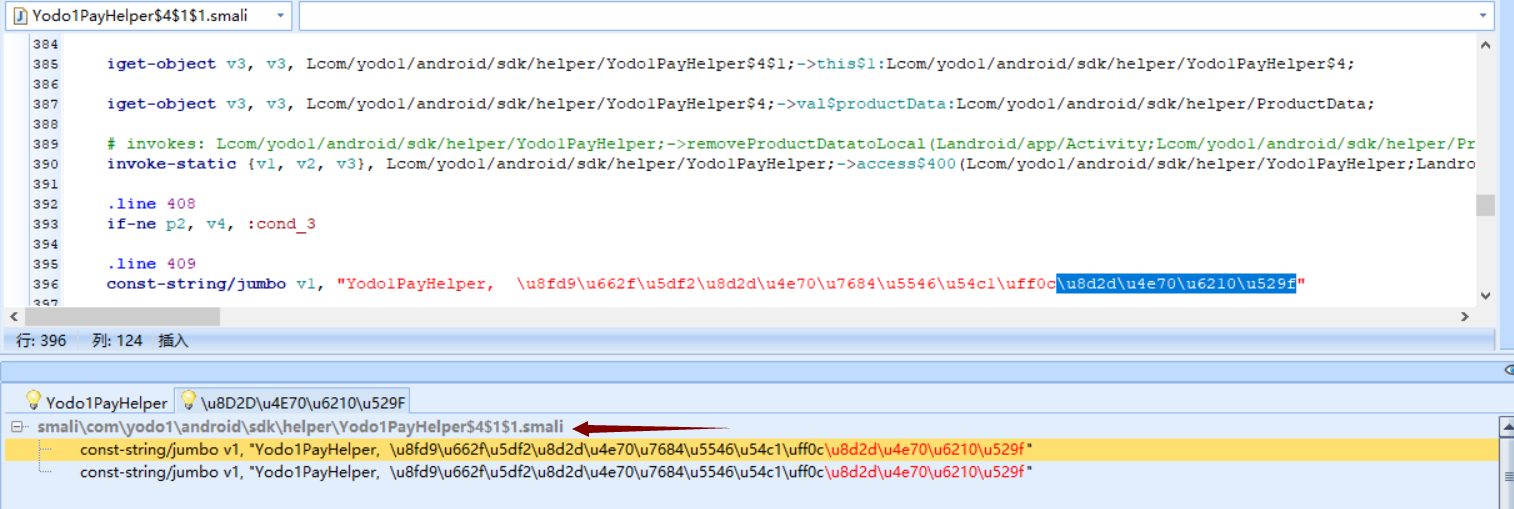 Yodo1PayHelper$4$1$1.smali
384
385 iget-object v3, v3, Lcom/yodo1/android/sdk/helper/Yodo1PayHelper$4$1;->this$1:Lcom/yodo1/android/sdk/helper/Yodo1PayHelper$4;
386
387 iget-object v3, v3, Lcom/yodo1/android/sdk/helper/Yodo1PayHelper$4;->val$productData:Lcom/yodo1/android/sdk/helper/ProductData;
388
389 # invokes: Lcom/yodo1/android/sdk/helper/Yodo1PayHelper;->removeProductDatatoLocal(Landroid/app/Activity;Lcom/yodo1/android/sdk/helper/Pr
390 invoke-static {v1, v2, v3}, Lcom/yodo1/android/sdk/helper/Yodo1PayHelper;->access$400(Lcom/yodo1/android/sdk/helper/Yodo1PayHelper;Landro
391
392 .line 408
393 if-ne p2, v4, :cond_3
394
395 .line 409
396 const-string/jumbo v1, "Yodo1PayHelper, \u8fd9\u662f\u5df2\u8d2d\u4e70\u7684\u5546\u54c1\uff0c\u8d2d\u4e70\u6210\u529f"
397
行: 396 列: 124 插入
Yodo1PayHelper \u8D2D\u4E70\u6210\u529F
smali\com\yodo1\android\sdk\helper\Yodo1PayHelper$4$1$1.smali
const-string/jumbo v1, "Yodo1PayHelper, \u8fd9\u662f\u5df2\u8d2d\u4e70\u7684\u5546\u54c1\uff0c\u8d2d\u4e70\u6210\u529f"
const-string/jumbo v1, "Yodo1PayHelper, \u8fd9\u662f\u5df2\u8d2d\u4e70\u7684\u5546\u54c1\uff0c\u8d2d\u4e70\u6210\u529f"